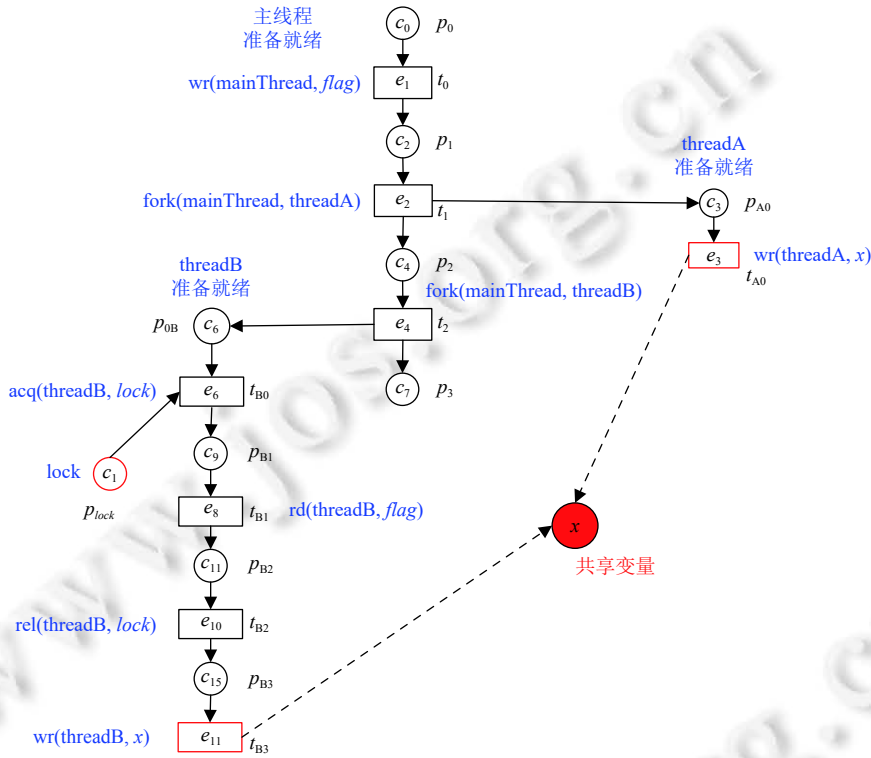 主线程
准备就绪
c0 p0
wr(mainThread, flag) e1 t0
c2 p1
threadA
准备就绪
fork(mainThread, threadA) e2 t1
c3 pA0
e3 wr(threadA, x)
tA0
c4 p2
threadB
准备就绪
fork(mainThread, threadB)
p0B c6 e4 t2
c7 p3
acq(threadB, lock) e6 tB0
c9 pB1
lock c1
plock
e8 tB1 rd(threadB, flag)
x
共享变量
c11 pB2
rel(threadB, lock) e10 tB2
c15 pB3
wr(threadB, x) e11 tB3
www.jos.org.cn